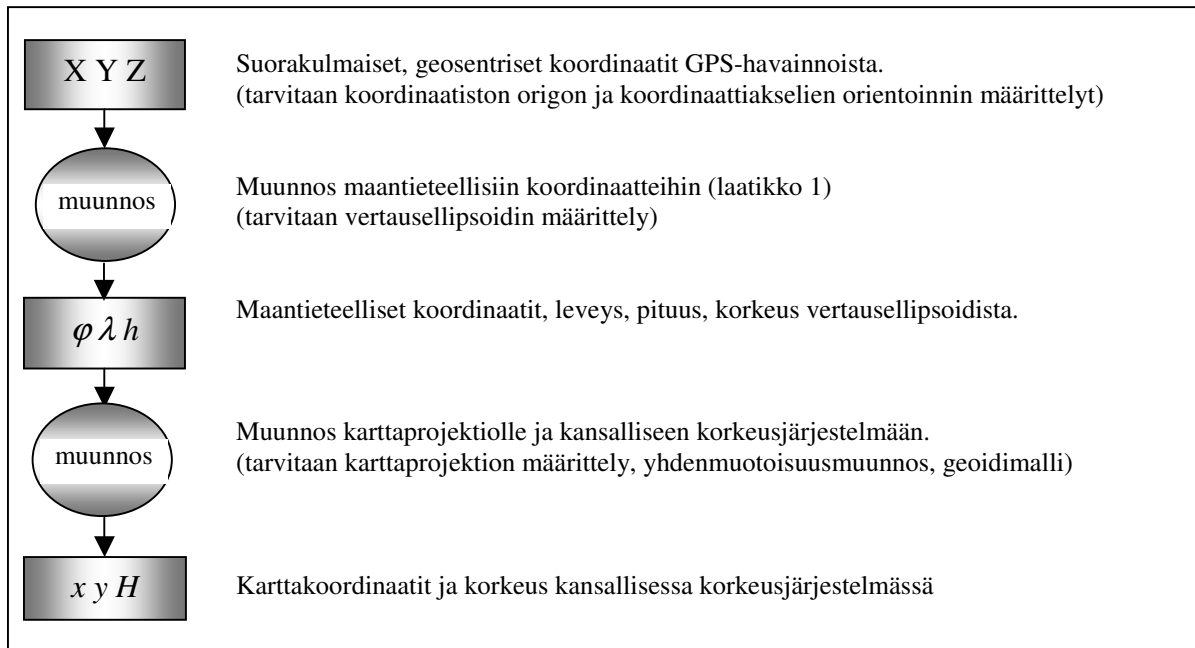 X Y Z
Suorakulmaiset, geosentriset koordinaatit GPS-havainnoista.
(tarvitaan koordinaatiston origon ja koordinaattiakselien orientoinnin määrittelyt)
muunnos
Muunnos maantieteellisiin koordinaatteihin (laatikko 1)
(tarvitaan vertausellipsoidin määrittely)
φ λ h
Maantieteelliset koordinaatit, leveys, pituus, korkeus vertausellipsoidista.
muunnos
Muunnos karttaprojektiolle ja kansalliseen korkeusjärjestelmään.
(tarvitaan karttaprojektion määrittely, yhdenmuotoisuusmuunnos, geoidimalli)
x y H
Karttakoordinaatit ja korkeus kansallisessa korkeusjärjestelmässä